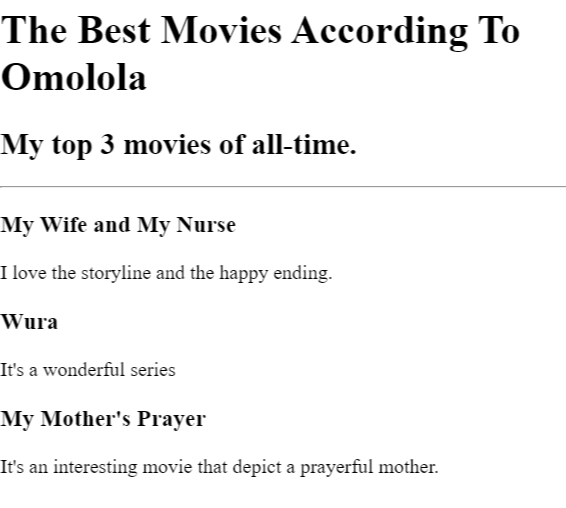 The Best Movies According To
Omolola
My top 3 movies of all-time.
My Wife and My Nurse
I love the storyline and the happy ending.
Wura
It's a wonderful series
My Mother's Prayer
It's an interesting movie that depict a prayerful mother.